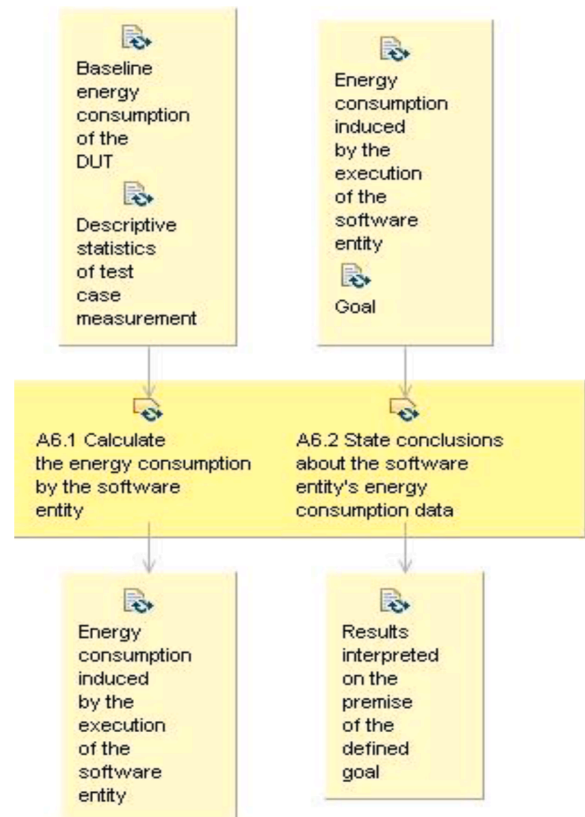 Baseline
energy
consumption
of the
DUT
Descriptive
statistics
of test
case
measurement
Energy
consumption
induced
by the
execution
of the
software
entity
Goal
A6.1 Calculate
the energy consumption
by the software
entity
A6.2 State conclusions
about the software
entity's energy
consumption data
Energy
consumption
induced
by the
execution
of the
software
entity
Results
interpreted
on the
premise
of the
defined
goal